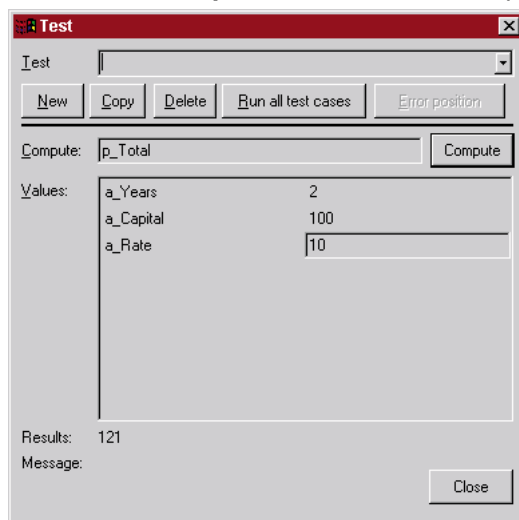 Test
Test
New Copy Delete Run all test cases Error position
Compute: p_Total Compute
Values: a_Years 2
a_Capital 100
a_Rate 10
Results: 121
Message:
Close